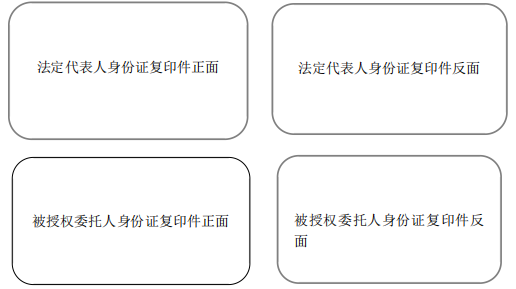 法定代表人身份证复印件正面
法定代表人身份证复印件反面
被授权委托人身份证复印件正面
被授权委托人身份证复印件反
面